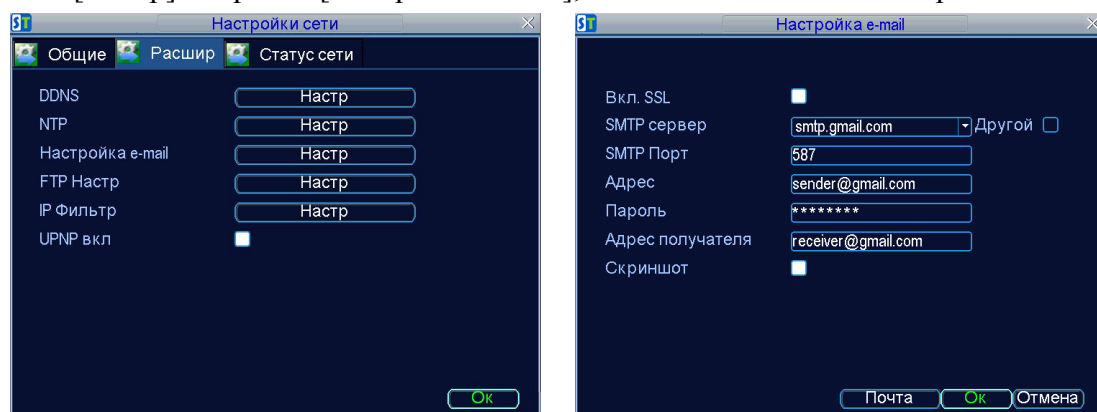 Настройки сети
Общие Расшир Статус сети
DDNS Настр
NTP Настр
Настройка e-mail Настр
FTP Настр Настр
IP Фильтр Настр
UPNP вкл
Ок
Настройка e-mail
Вкл. SSL
SMTP сервер smtp.gmail.com Другой
SMTP Порт 587
Адрес sender@gmail.com
Пароль ********
Адрес получателя receiver@gmail.com
Скриншот
Почта Ок Отмена